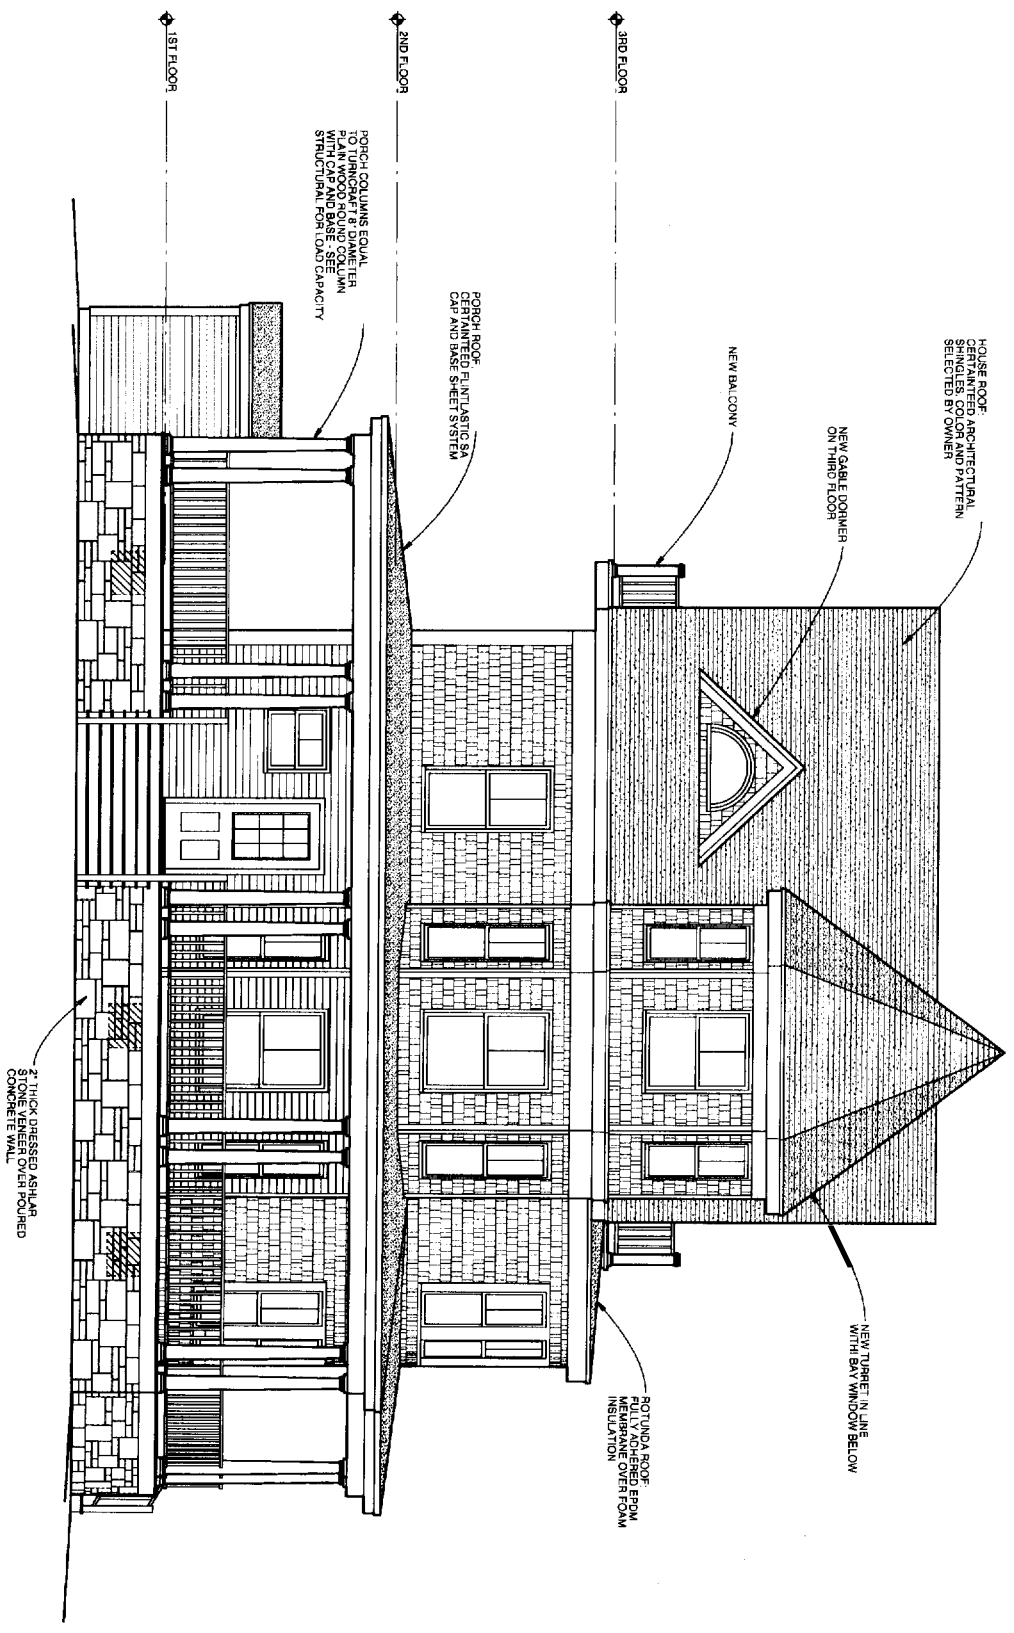 HOUSE ROOF:
CERTAINTEED ARCHITECTURAL
SHINGLES, COLOR AND PATTERN
SELECTED BY OWNER
NEW GABLE DORMER
ON THIRD FLOOR
NEW BALCONY
3RD FLOOR
PORCH ROOF:
CERTAINTEED FLINTLASTIC SA
CAP AND BASE SHEET SYSTEM
2ND FLOOR
PORCH COLUMNS EQUAL
TO TURNCRAFT 8" DIAMETER
PLAIN WOOD ROUND COLUMN
WITH CAP AND BASE - SEE
STRUCTURAL FOR LOAD CAPACITY
1ST FLOOR
NEW TURRET IN LINE
WITH BAY WINDOW BELOW
ROTUNDA ROOF:
FULLY ADHERED EPDM
MEMBRANE OVER FOAM
INSULATION
2" THICK DRESSED ASHLAR
STONE VENEER OVER POURED
CONCRETE WALL